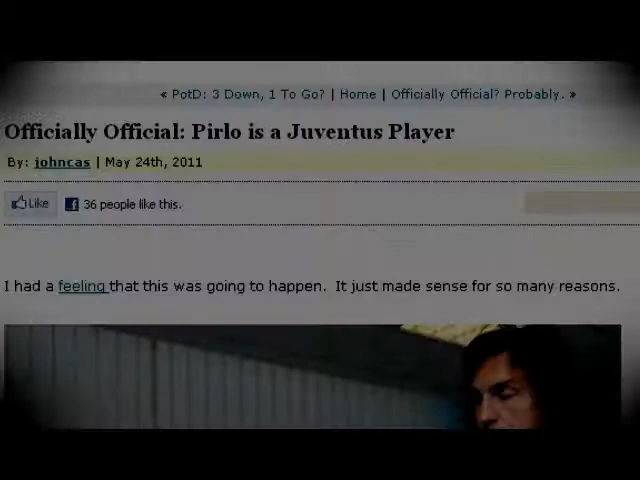 « PotD: 3 Down, 1 To Go? | Home | Officially Official? Probably. »
Officially Official: Pirlo is a Juventus Player
By: johncas | May 24th, 2011
Like 36 people like this.
I had a feeling that this was going to happen. It just made sense for so many reasons.